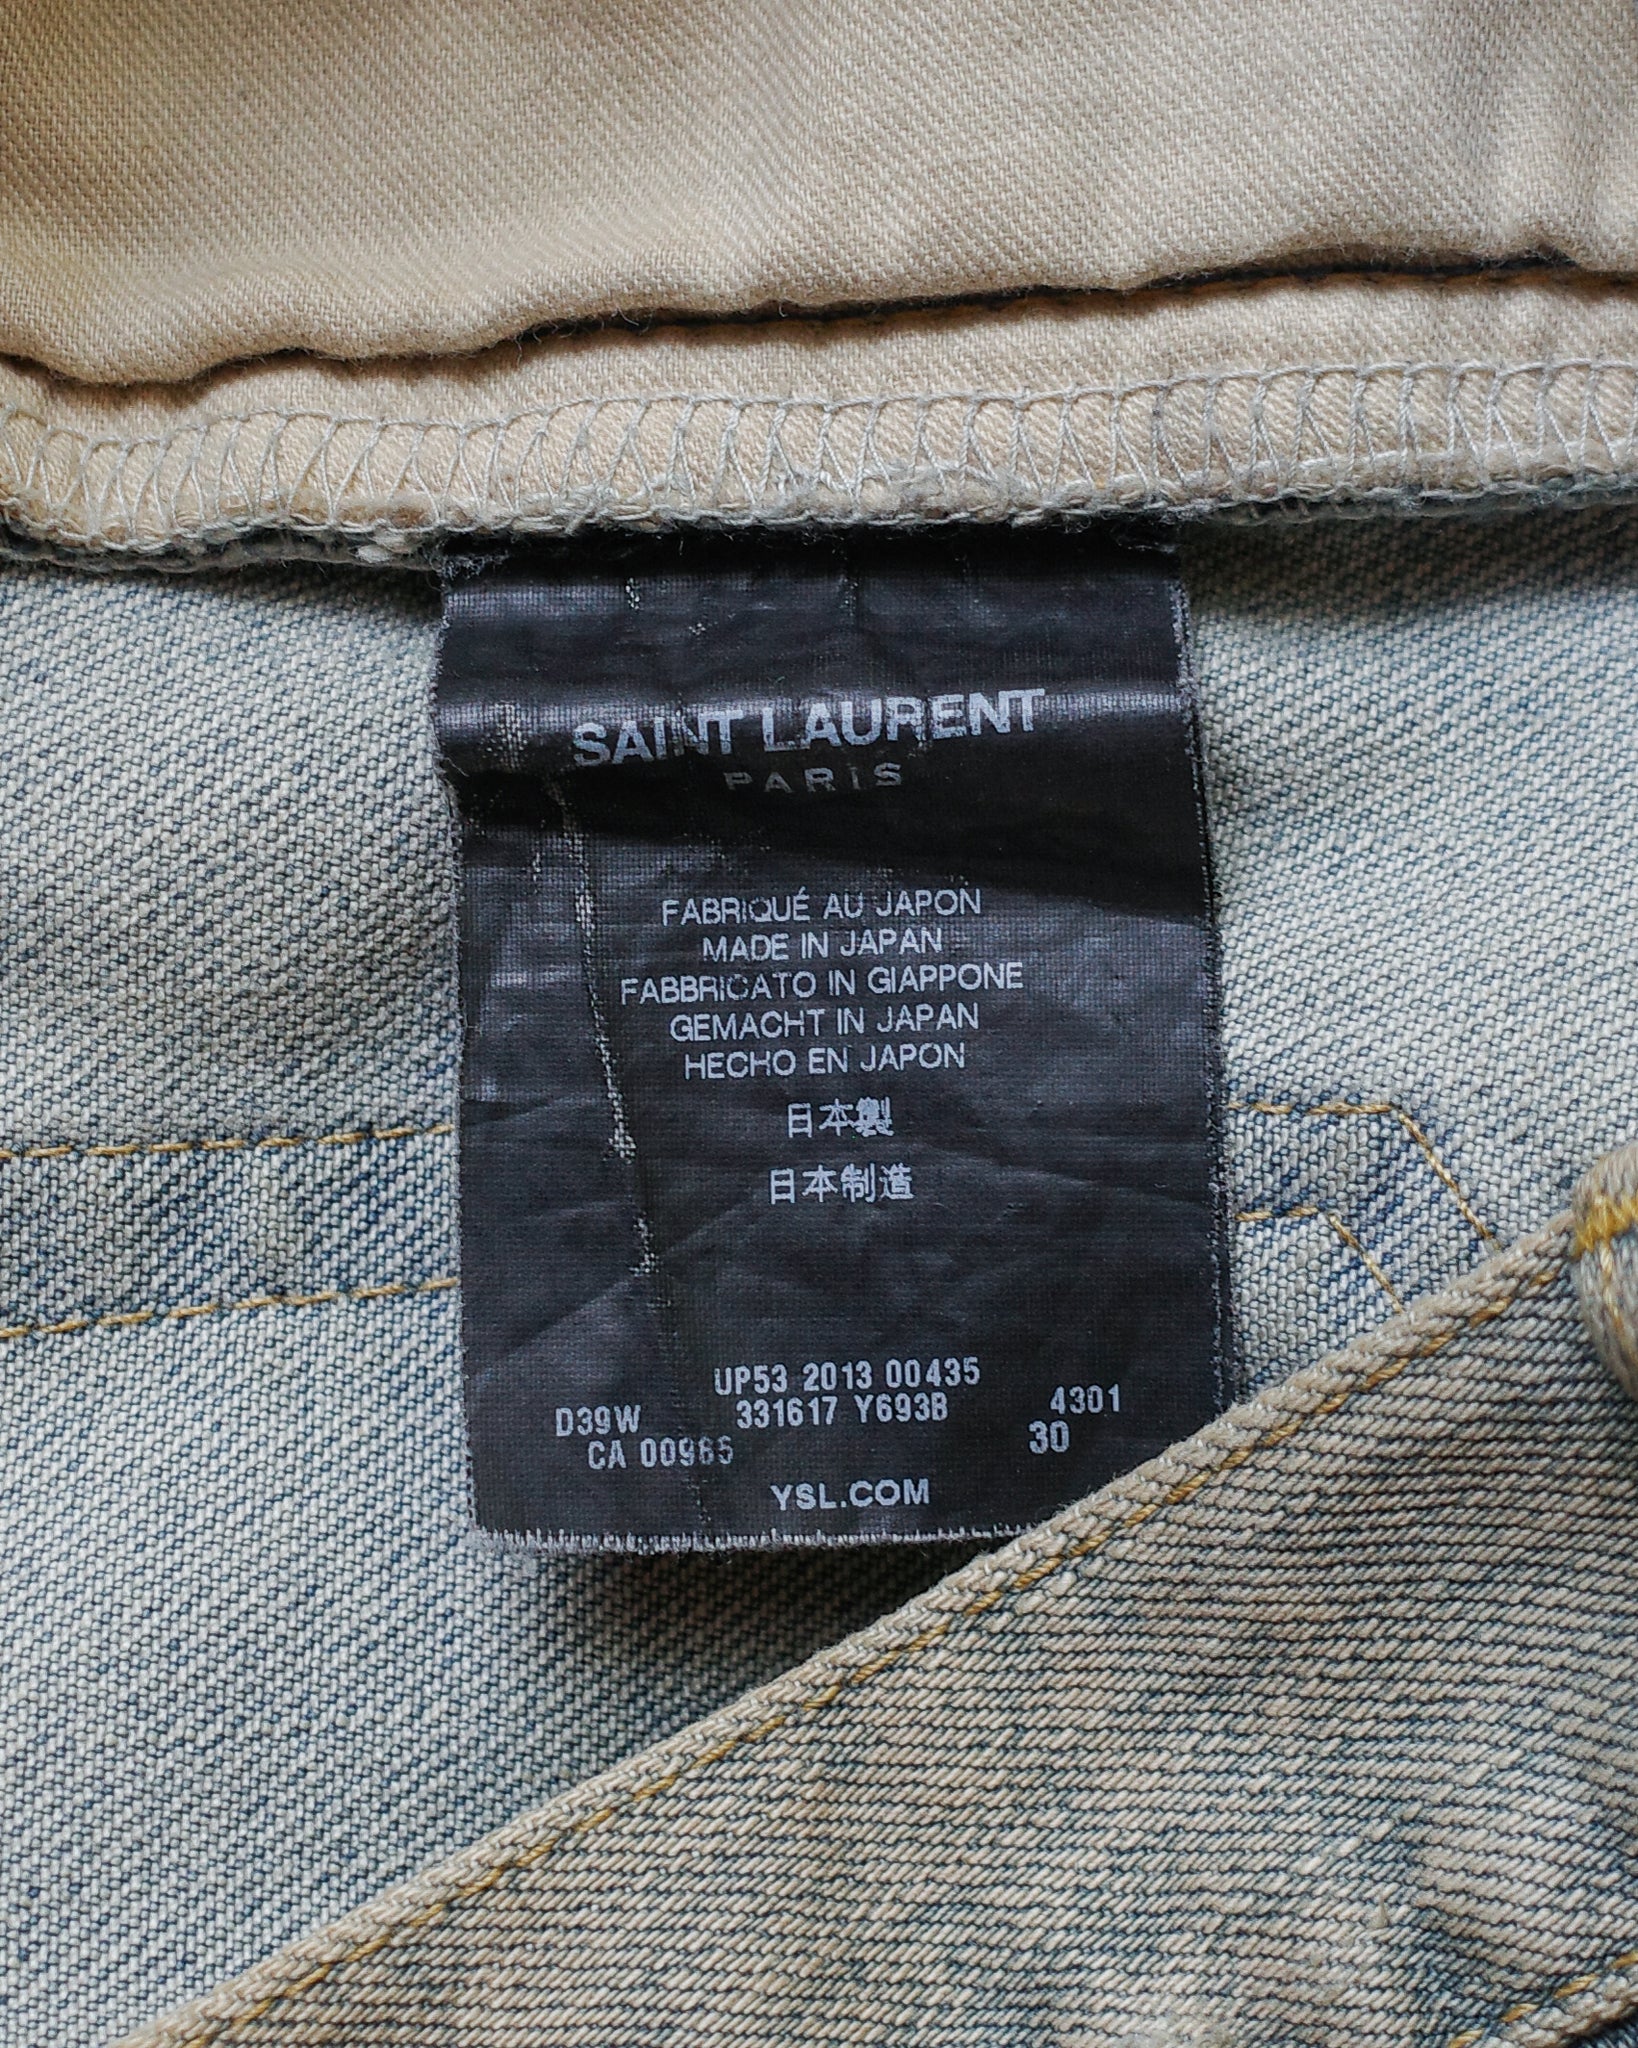 SAINT LAURENT
PARIS
FABRIQUÉ AU JAPON
MADE IN JAPAN
FABBRICATO IN GIAPPONE
GEMACHT IN JAPAN
HECHO EN JAPON
日本製
日本制造
UP53 2013 00435
D39W 331617 Y693B 4301
CA 00965 30
YSL.COM